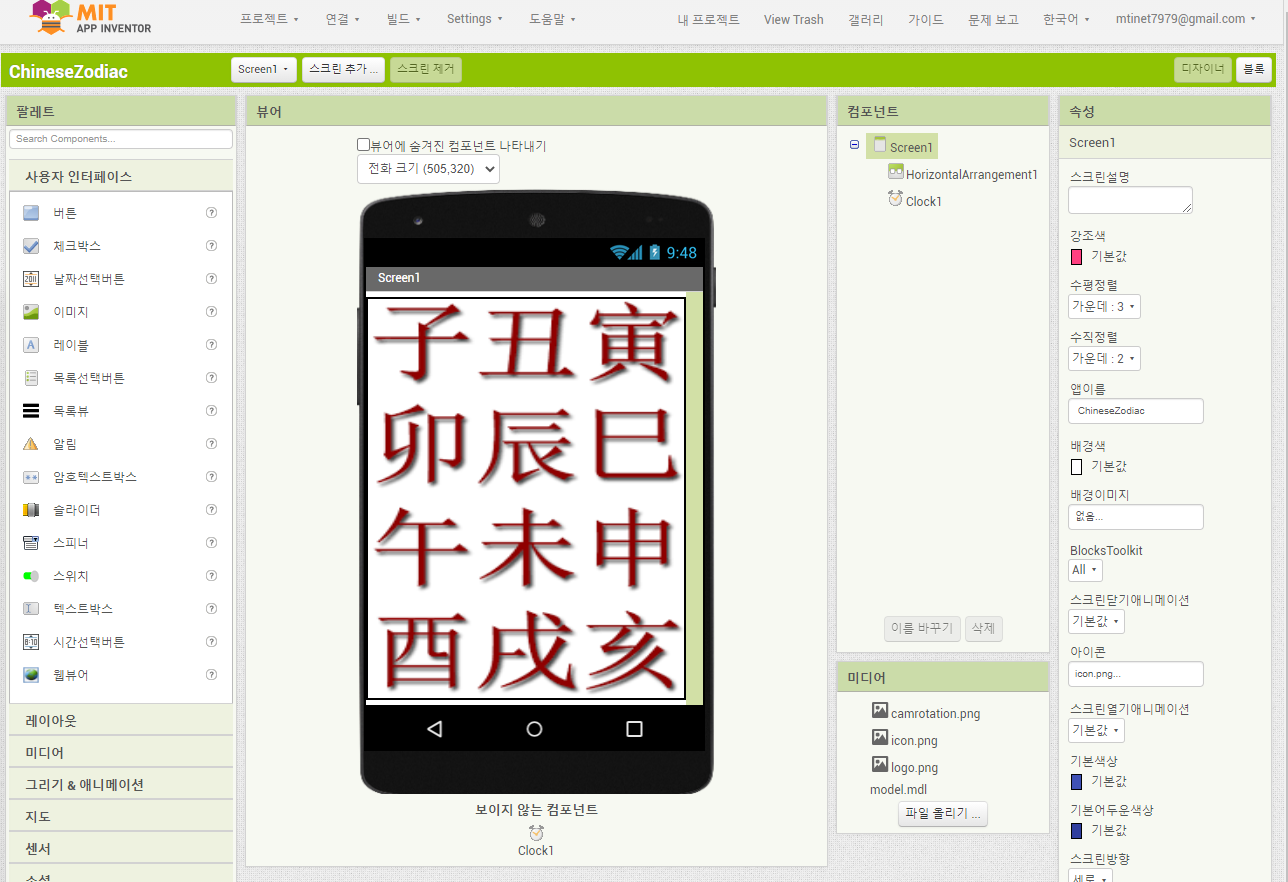 MIT
APP INVENTOR
프로젝트 연결 빌드 Settings 도움말 내 프로젝트 View Trash 갤러리 가이드 문제 보고 한국어 mtinet7979@gmail.com
ChineseZodiac Screen1 스크린 추가 ... 스크린 제거 디자이너 블록
팔레트
Search Components...
사용자 인터페이스
버튼
체크박스
날짜선택버튼
이미지
레이블
목록선택버튼
목록뷰
알림
암호텍스트박스
슬라이더
스피너
스위치
텍스트박스
시간선택버튼
웹뷰어
레이아웃
미디어
그리기 & 애니메이션
지도
센서
소셜
뷰어
뷰어에 숨겨진 컴포넌트 나타내기
전화 크기 (505,320)
9:48
Screen1
子丑寅
卯辰巳
午未申
酉戌亥
보이지 않는 컴포넌트
Clock1
컴포넌트
Screen1
HorizontalArrangement1
Clock1
이름 바꾸기 삭제
미디어
camrotation.png
icon.png
logo.png
model.mdl
파일 올리기 ...
속성
Screen1
스크린설명
강조색
기본값
수평정렬
가운데 : 3
수직정렬
가운데 : 2
앱이름
ChineseZodiac
배경색
기본값
배경이미지
없음...
BlocksToolkit
All
스크린닫기애니메이션
기본값
아이콘
icon.png...
스크린열기애니메이션
기본값
기본색상
기본값
기본어두운색상
기본값
스크린방향
세로